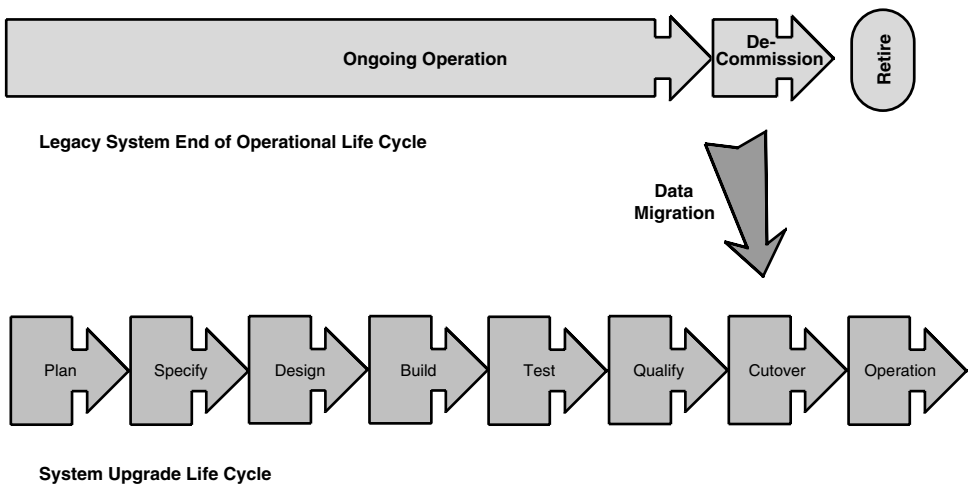 Ongoing Operation
De-
Commission
Retire
Legacy System End of Operational Life Cycle
Data
Migration
Plan
Specify
Design
Build
Test
Qualify
Cutover
Operation
System Upgrade Life Cycle